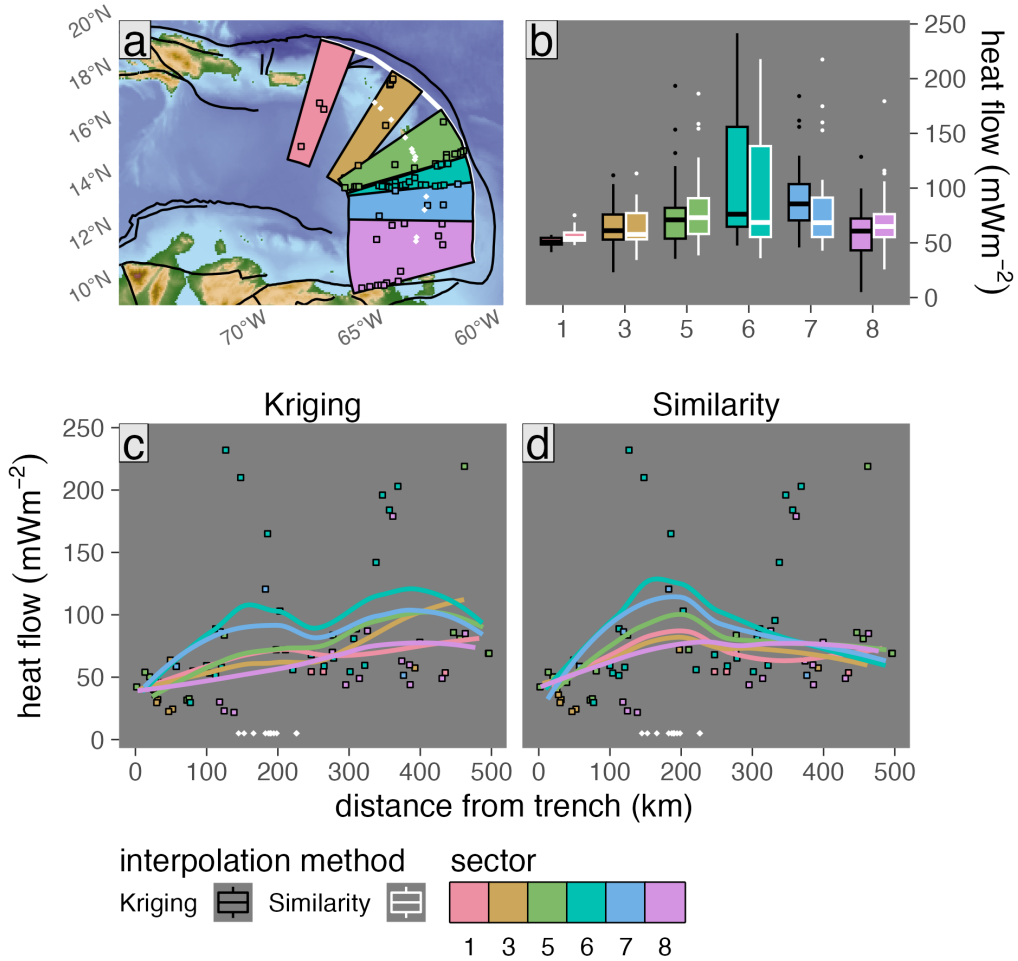 a
20°N
18°N
16°N
14°N
12°N
10°N
70°W
65°W
60°W
b
250
200
150
100
50
0
heat flow (mWm⁻²)
1 3 5 6 7 8
Kriging
Similarity
c
d
250
200
150
100
50
0
heat flow (mWm⁻²)
0 100 200 300 400 500
0 100 200 300 400 500
distance from trench (km)
interpolation method
Kriging
Similarity
sector
1 3 5 6 7 8